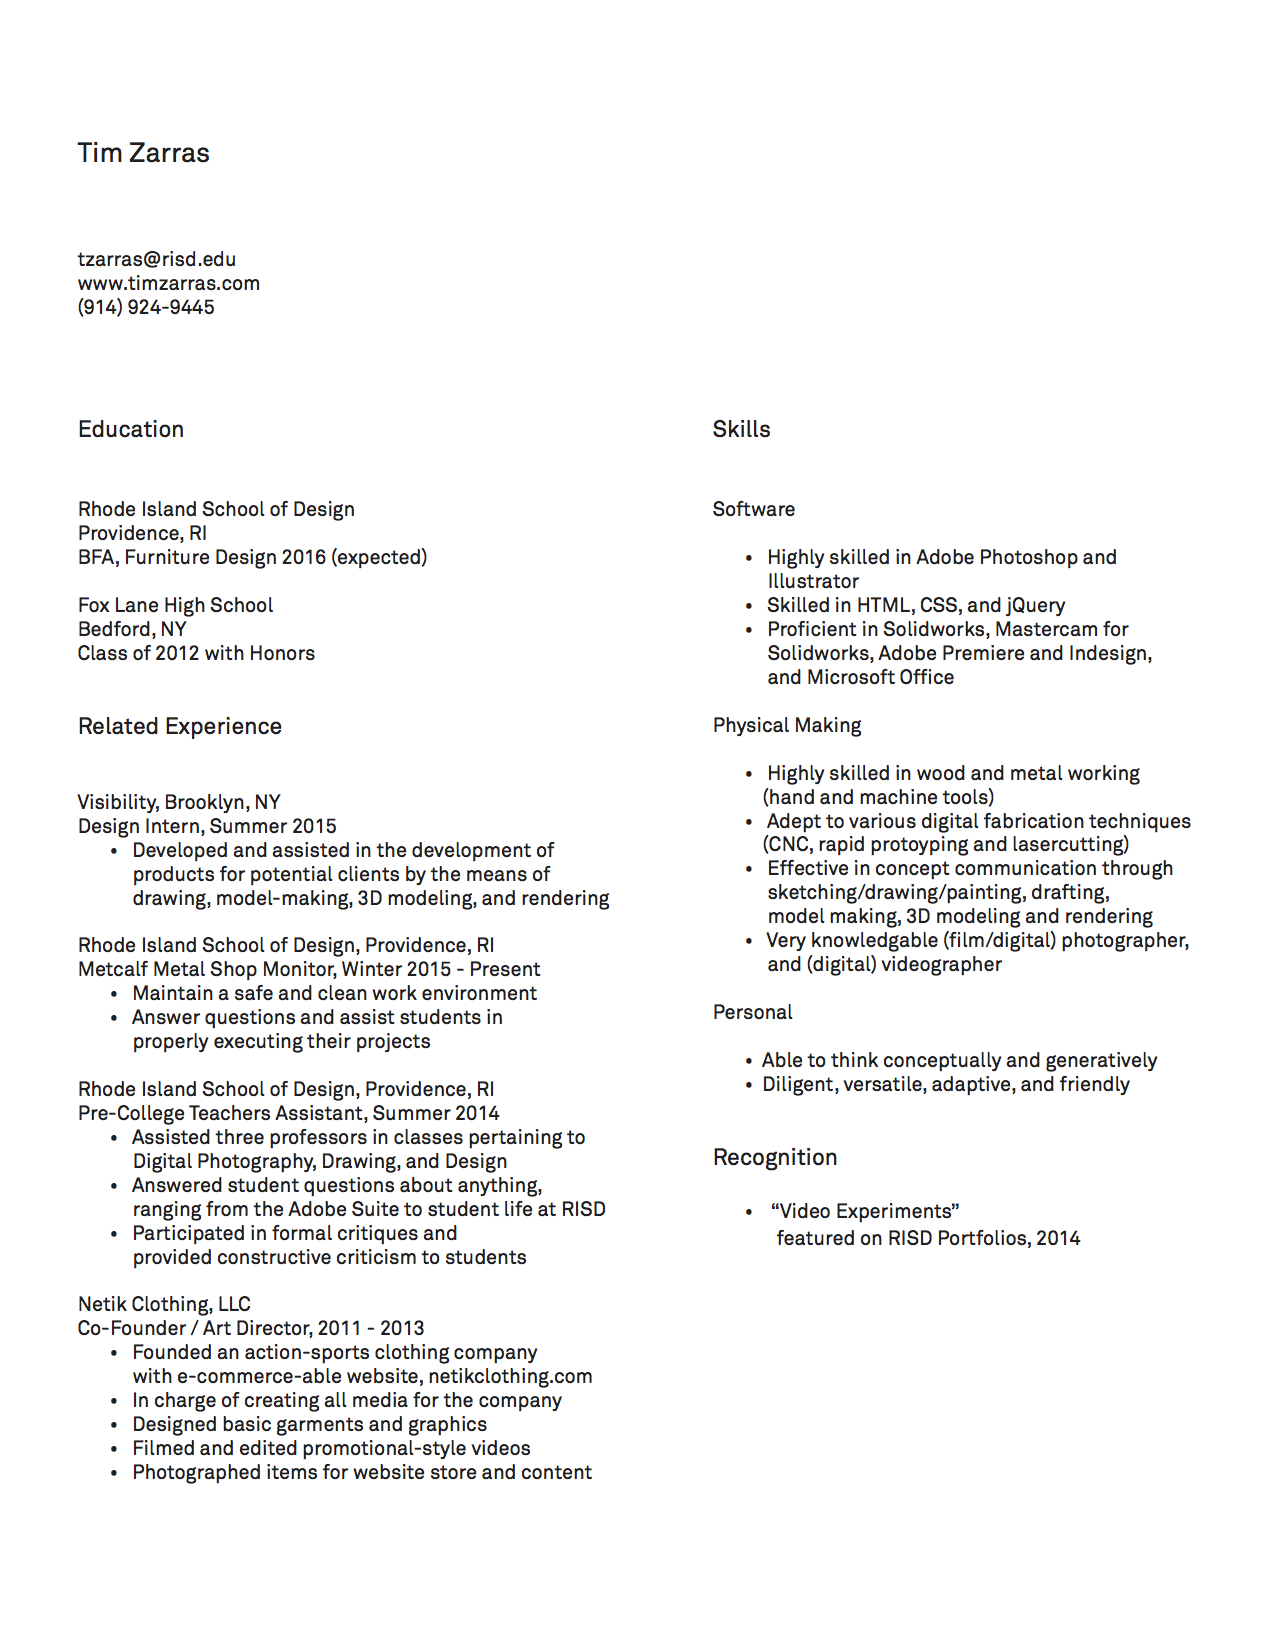 Tim Zarras
tzarras@risd.edu
www.timzarras.com
(914) 924-9445
Education
Rhode Island School of Design
Providence, RI
BFA, Furniture Design 2016 (expected)
Fox Lane High School
Bedford, NY
Class of 2012 with Honors
Related Experience
Visibility, Brooklyn, NY
Design Intern, Summer 2015
• Developed and assisted in the development of
products for potential clients by the means of
drawing, model-making, 3D modeling, and rendering
Rhode Island School of Design, Providence, RI
Metcalf Metal Shop Monitor, Winter 2015 - Present
• Maintain a safe and clean work environment
• Answer questions and assist students in
properly executing their projects
Rhode Island School of Design, Providence, RI
Pre-College Teachers Assistant, Summer 2014
• Assisted three professors in classes pertaining to
Digital Photography, Drawing, and Design
• Answered student questions about anything,
ranging from the Adobe Suite to student life at RISD
• Participated in formal critiques and
provided constructive criticism to students
Netik Clothing, LLC
Co-Founder / Art Director, 2011 - 2013
• Founded an action-sports clothing company
with e-commerce-able website, netikclothing.com
• In charge of creating all media for the company
• Designed basic garments and graphics
• Filmed and edited promotional-style videos
• Photographed items for website store and content
Skills
Software
• Highly skilled in Adobe Photoshop and
Illustrator
• Skilled in HTML, CSS, and jQuery
• Proficient in Solidworks, Mastercam for
Solidworks, Adobe Premiere and Indesign,
and Microsoft Office
Physical Making
• Highly skilled in wood and metal working
(hand and machine tools)
• Adept to various digital fabrication techniques
(CNC, rapid protoyping and lasercutting)
• Effective in concept communication through
sketching/drawing/painting, drafting,
model making, 3D modeling and rendering
• Very knowledgable (film/digital) photographer,
and (digital) videographer
Personal
• Able to think conceptually and generatively
• Diligent, versatile, adaptive, and friendly
Recognition
• “Video Experiments”
featured on RISD Portfolios, 2014